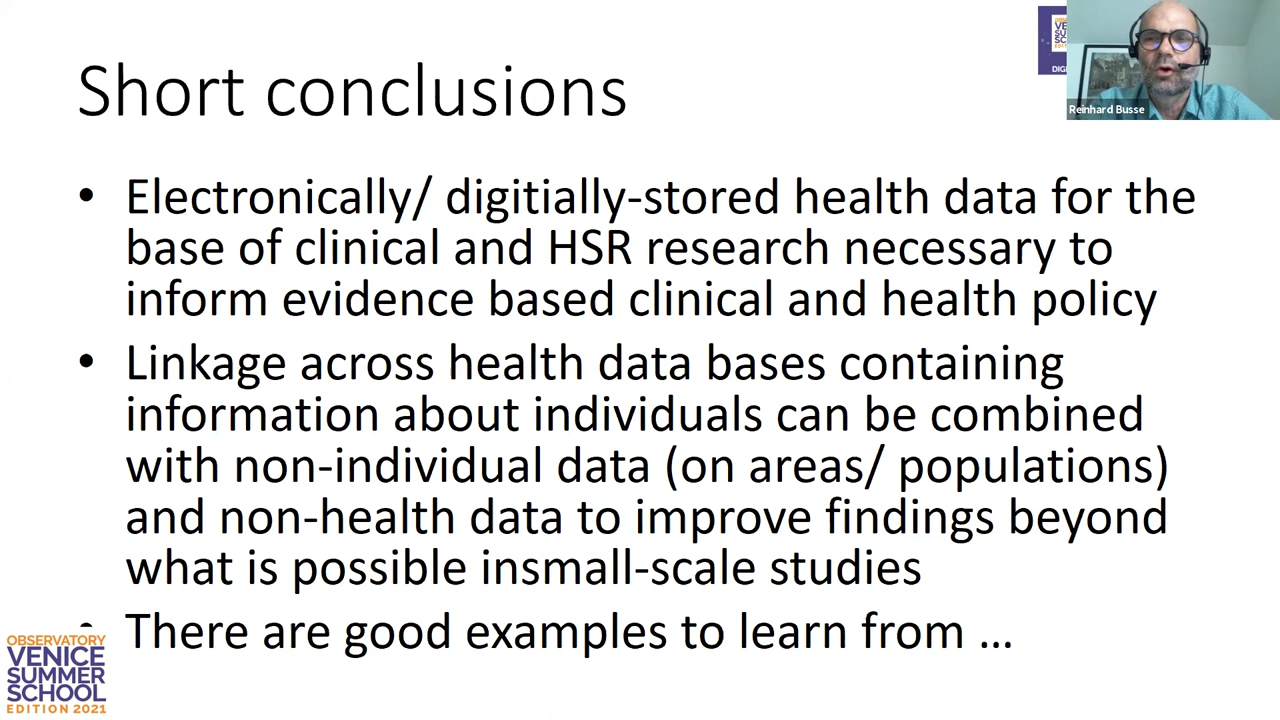 Short conclusions
• Electronically/ digitially-stored health data for the
base of clinical and HSR research necessary to
inform evidence based clinical and health policy
• Linkage across health data bases containing
information about individuals can be combined
with non-individual data (on areas/ populations)
and non-health data to improve findings beyond
what is possible insmall-scale studies
• There are good examples to learn from …
Reinhard Busse
OBSERVATORY
VENICE
SUMMER
SCHOOL
EDITION 2021